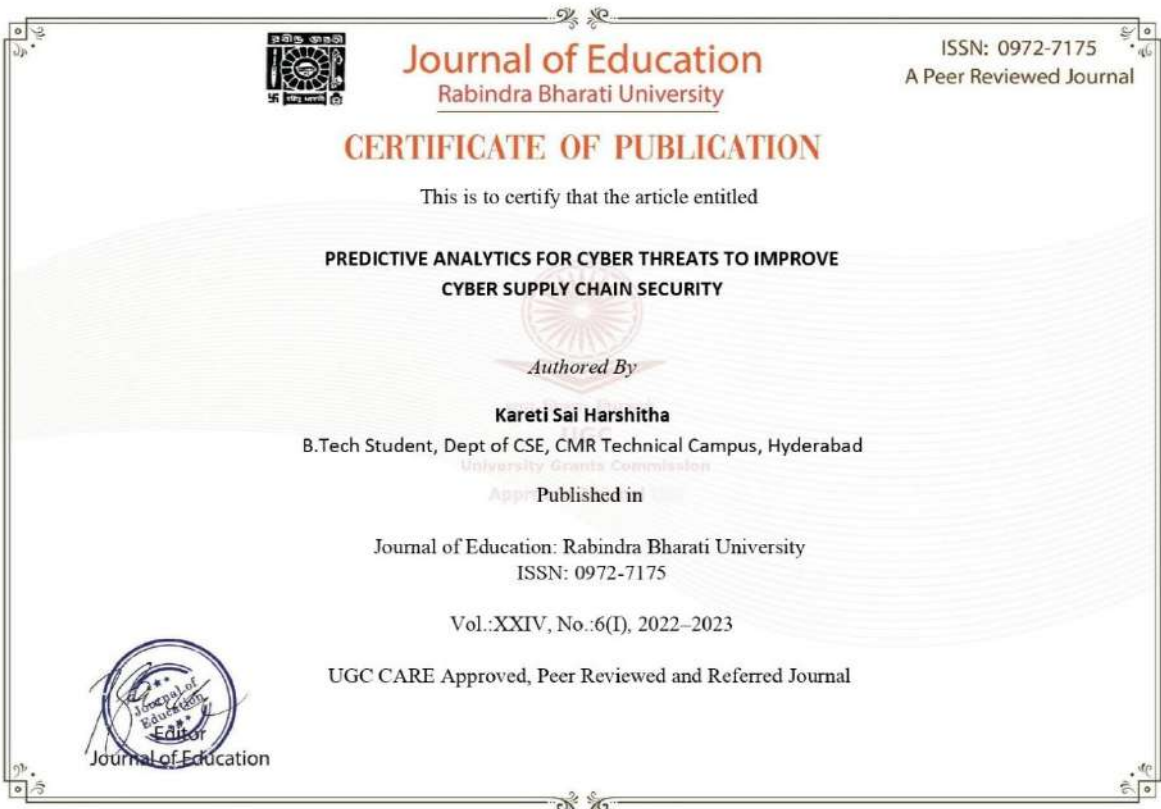 Journal of Education
Rabindra Bharati University
ISSN: 0972-7175
A Peer Reviewed Journal
CERTIFICATE OF PUBLICATION
This is to certify that the article entitled
PREDICTIVE ANALYTICS FOR CYBER THREATS TO IMPROVE
CYBER SUPPLY CHAIN SECURITY
Authored By
Kareti Sai Harshitha
B.Tech Student, Dept of CSE, CMR Technical Campus, Hyderabad
UGC
University Grants Commission
Published in
Journal of Education: Rabindra Bharati University
ISSN: 0972-7175
Vol.:XXIV, No.:6(I), 2022–2023
UGC CARE Approved, Peer Reviewed and Referred Journal
Journal of
Education
Editor
Journal of Education